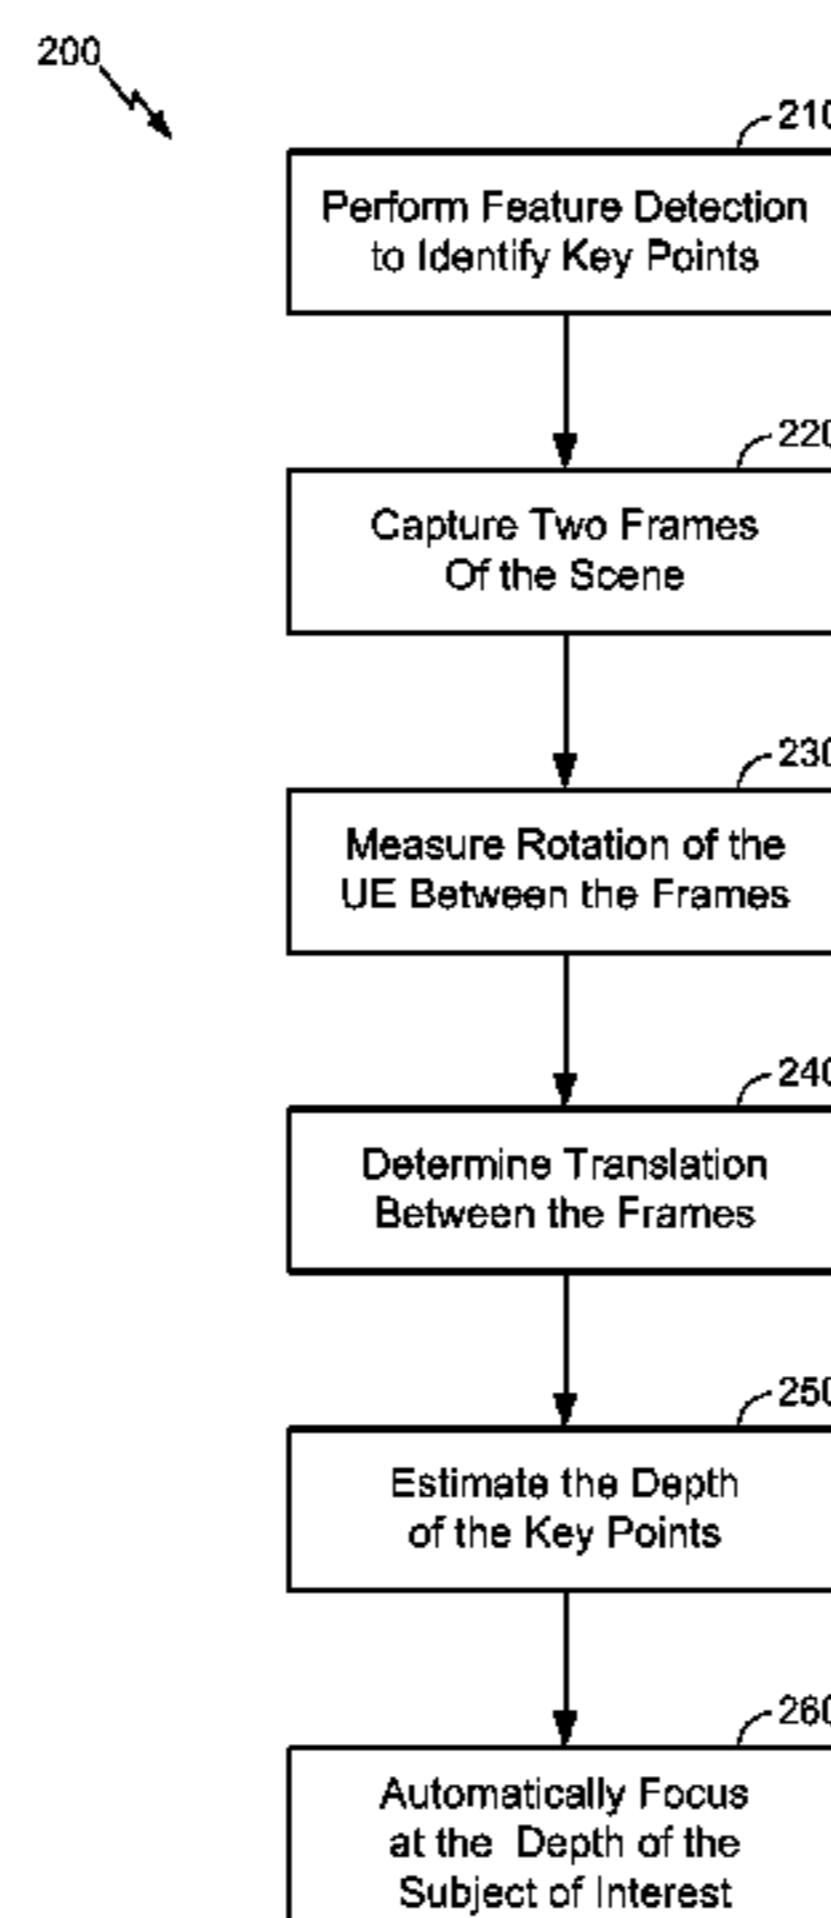 200
210
Perform Feature Detection
to Identify Key Points
220
Capture Two Frames
Of the Scene
230
Measure Rotation of the
UE Between the Frames
240
Determine Translation
Between the Frames
250
Estimate the Depth
of the Key Points
260
Automatically Focus
at the Depth of the
Subject of Interest